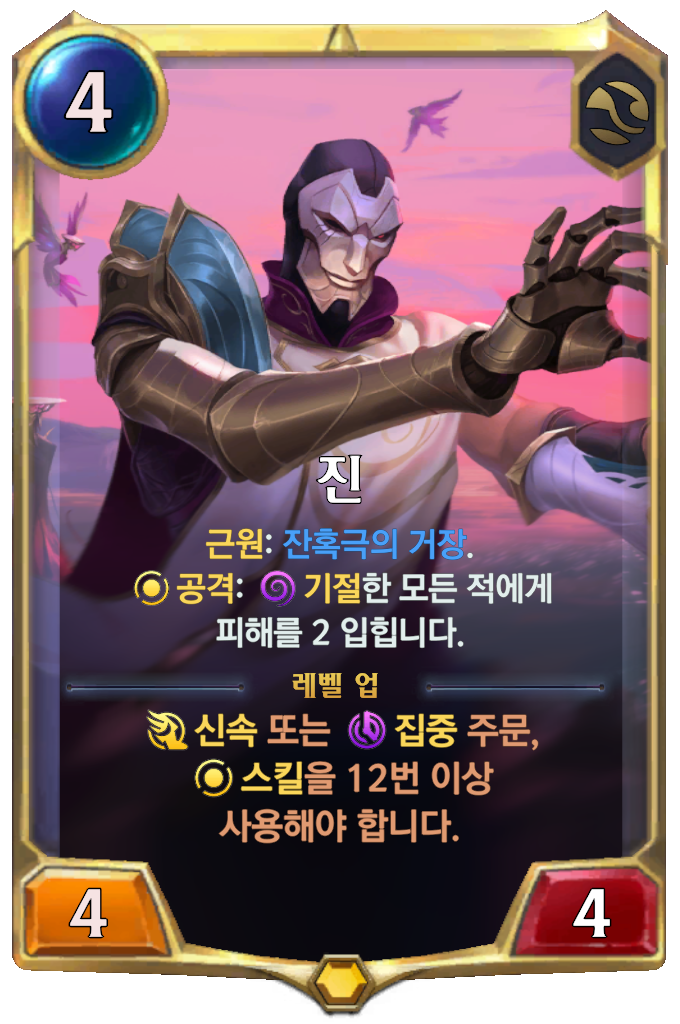 4
진
근원: 잔혹극의 거장.
공격: 기절한 모든 적에게
피해를 2 입힙니다.
레벨 업
신속 또는 집중 주문,
스킬을 12번 이상
사용해야 합니다.
4
4